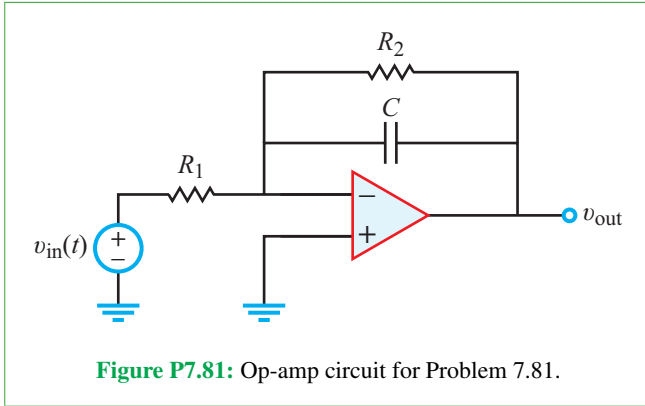 R2
C
R1
−
+
vout
vin(t)
+
−
Figure P7.81: Op-amp circuit for Problem 7.81.